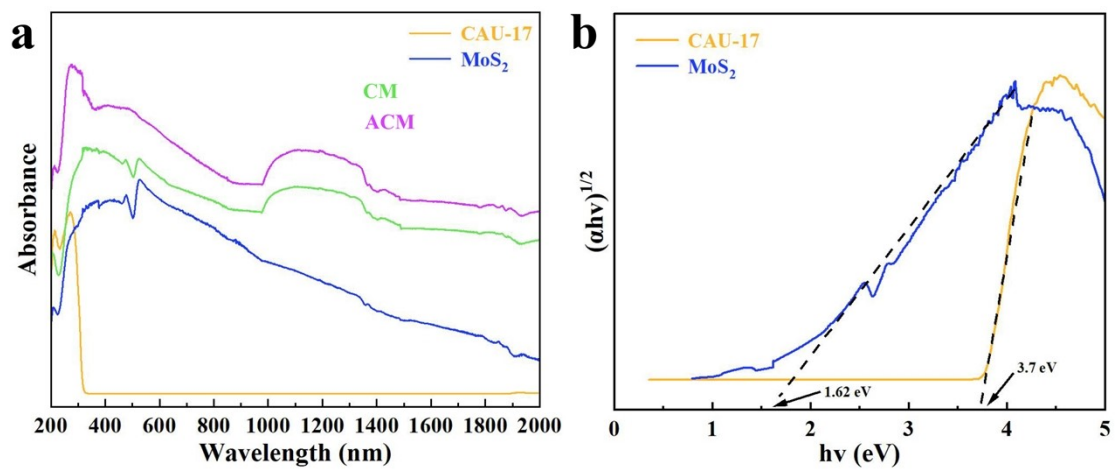 a
CAU-17
MoS₂
CM
ACM
Absorbance
200 400 600 800 1000 1200 1400 1600 1800 2000
Wavelength (nm)
b
CAU-17
MoS₂
(αhν)^1/2
1.62 eV
3.7 eV
0 1 2 3 4 5
hν (eV)